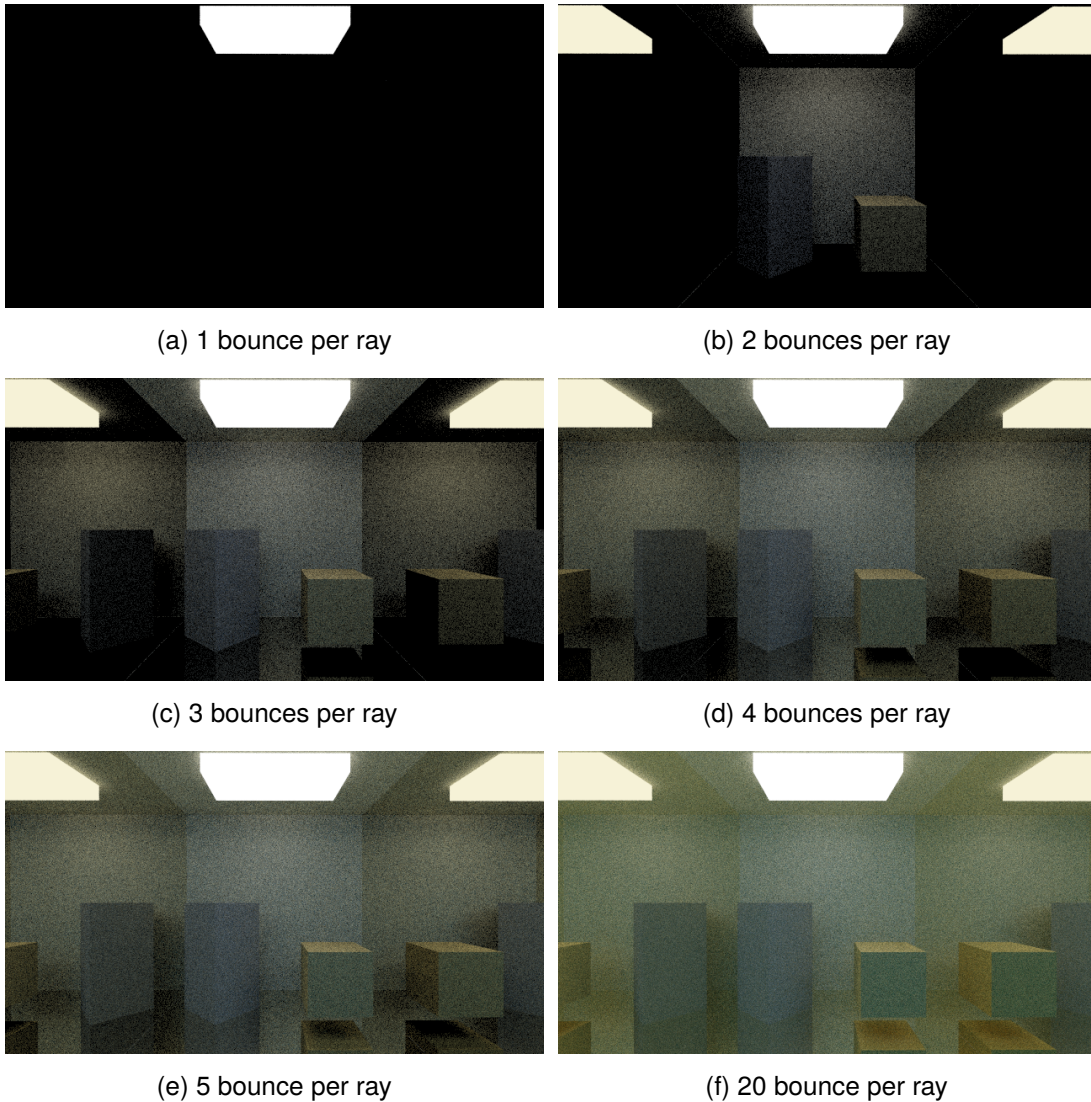 (a) 1 bounce per ray
(b) 2 bounces per ray
(c) 3 bounces per ray
(d) 4 bounces per ray
(e) 5 bounce per ray
(f) 20 bounce per ray